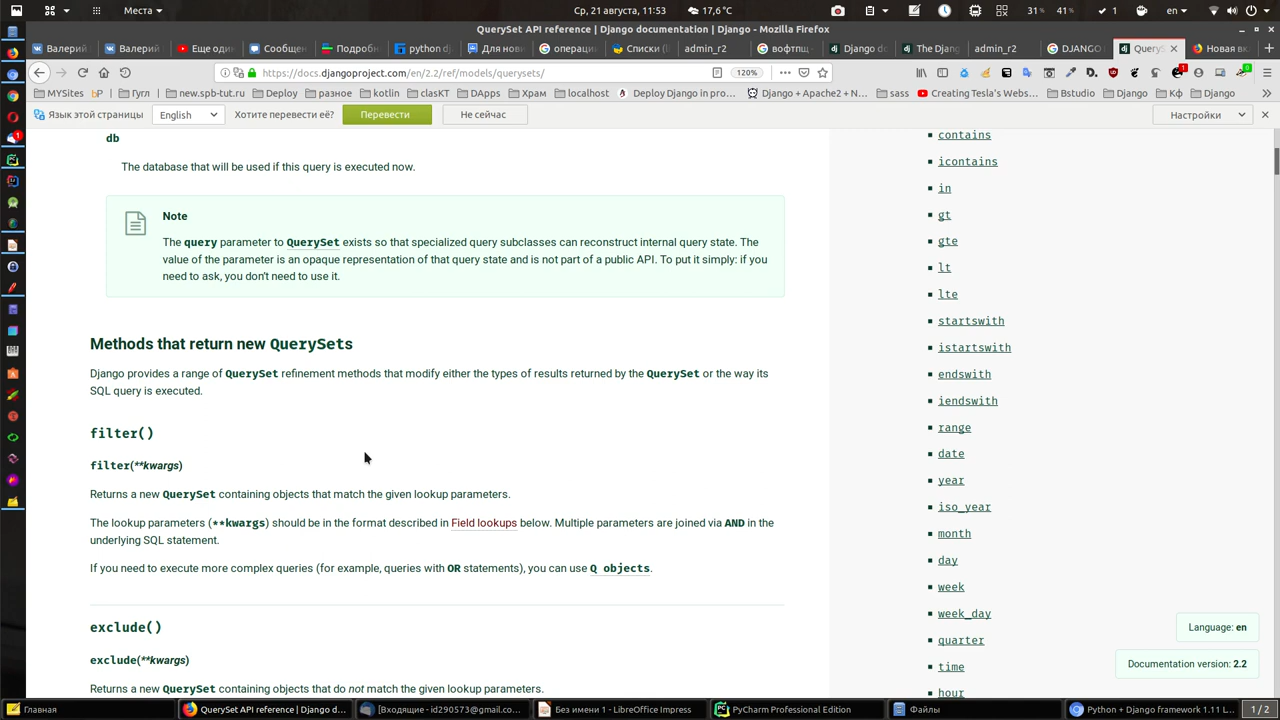 Места
Ср, 21 августа, 11:53
17,6°C
31%
41%
1
en
QuerySet API reference | Django documentation | Django - Mozilla Firefox
Валерий
Валерий
Еще один
Сообщен
Подробн
python d
Для нов
операци
Списки (l
admin_r2
вофтпщ
Django d
The Djan
admin_r2
DJANGO
QueryS
Новая вк
https://docs.djangoproject.com/en/2.2/ref/models/querysets/
120%
MYSites
bP
Гугл
new.spb-tut.ru
Deploy
разное
kotlin
clasKT
DApps
Храм
localhost
Deploy Django in pro…
Django + Apache2 + N…
sass
Creating Tesla's Webs…
Bstudio
Django
Кф
Django
Язык этой страницы
English
Хотите перевести её?
Перевести
Не сейчас
Настройки
db
The database that will be used if this query is executed now.
Note
The query parameter to QuerySet exists so that specialized query subclasses can reconstruct internal query state. The
value of the parameter is an opaque representation of that query state and is not part of a public API. To put it simply: if you
need to ask, you don't need to use it.
Methods that return new QuerySets
Django provides a range of QuerySet refinement methods that modify either the types of results returned by the QuerySet or the way its
SQL query is executed.
filter()
filter(**kwargs)
Returns a new QuerySet containing objects that match the given lookup parameters.
The lookup parameters (**kwargs) should be in the format described in Field lookups below. Multiple parameters are joined via AND in the
underlying SQL statement.
If you need to execute more complex queries (for example, queries with OR statements), you can use Q objects.
exclude()
exclude(**kwargs)
Returns a new QuerySet containing objects that do not match the given lookup parameters.
contains
icontains
in
gt
gte
lt
lte
startswith
istartswith
endswith
iendswith
range
date
year
iso_year
month
day
week
week_day
quarter
time
hour
Language: en
Documentation version: 2.2
Главная
QuerySet API reference | Django d…
[Входящие - id290573@gmail.co…
Без имени 1 - LibreOffice Impress
PyCharm Professional Edition
Файлы
Python + Django framework 1.11 L…
1/2